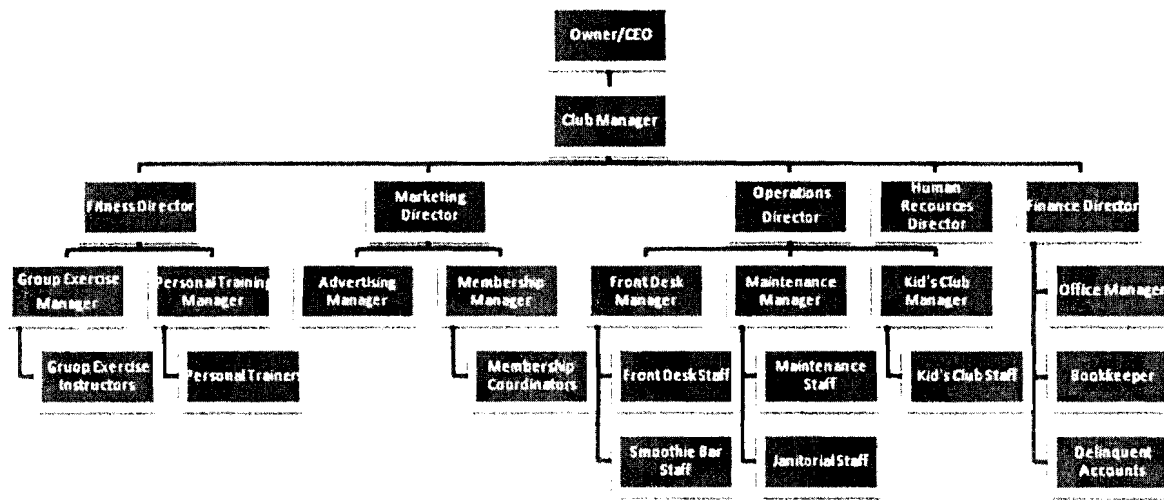 Owner/CEO
Club Manager
Fitness Director
Marketing
Director
Operations
Director
Human
Recources
Director
Finance Director
Group Exercise
Manager
Personal Training
Manager
Advertising
Manager
Membership
Manager
Front Desk
Manager
Maintenance
Manager
Kid's Club
Manager
Office Manager
Gruop Exercise
Instructors
Personal Trainers
Membership
Coordinators
Front Desk Staff
Maintenance
Staff
Kid's Club Staff
Bookkeeper
Smoothie Bar
Staff
Janitorial Staff
Delinquent
Accounts